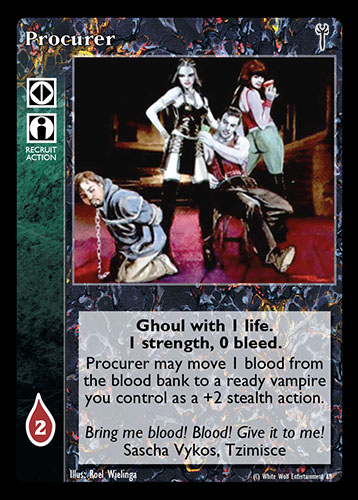 Procurer
RECRUIT
ACTION
Ghoul with 1 life.
1 strength, 0 bleed.
Procurer may move 1 blood from
the blood bank to a ready vampire
you control as a +2 stealth action.
Bring me blood! Blood! Give it to me!
Sascha Vykos, Tzimisce
2
Illus: Roel Wielinga
(C) White Wolf Entertainment AB